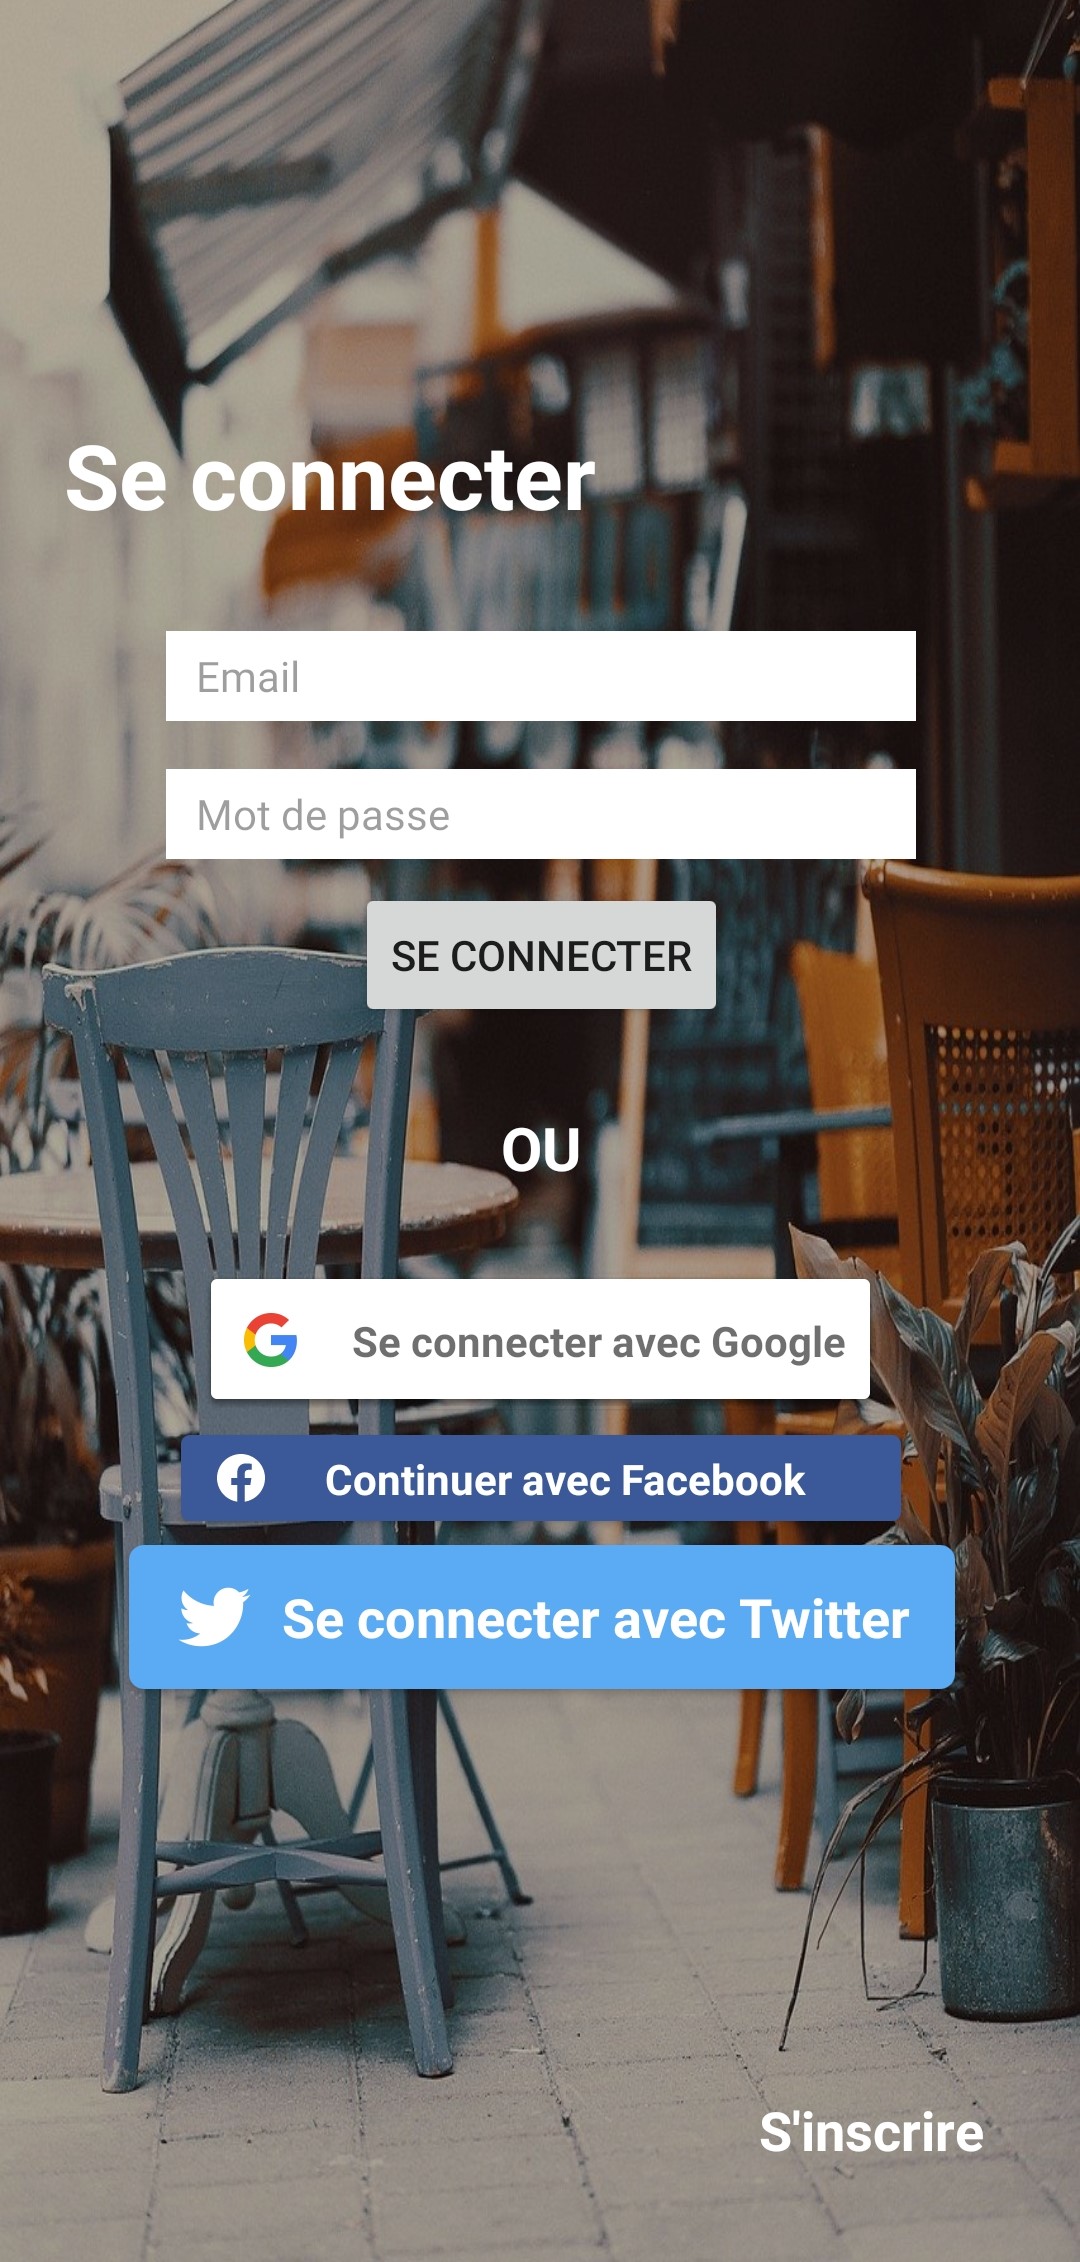 Se connecter
Email
Mot de passe
SE CONNECTER
OU
Se connecter avec Google
Continuer avec Facebook
Se connecter avec Twitter
S'inscrire